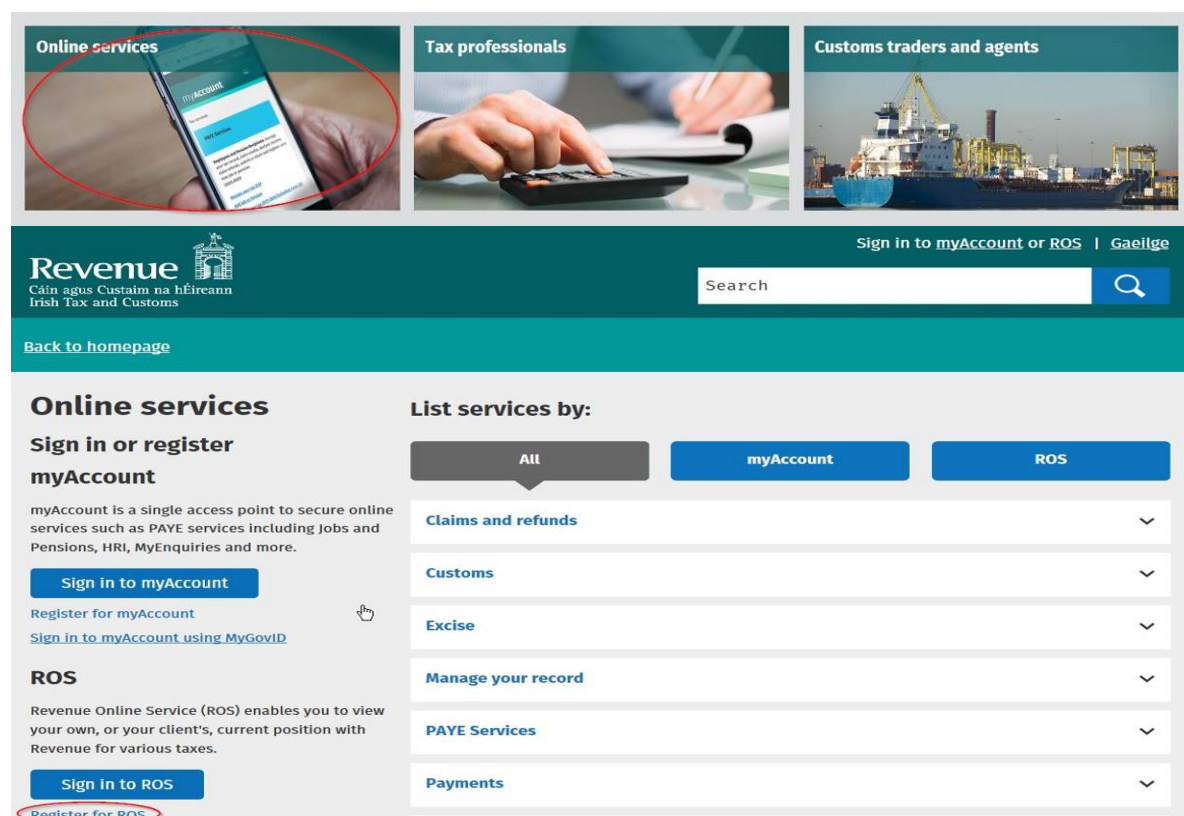 Online services
Tax professionals
Customs traders and agents
myAccount
PAYE Services
Sign in to myAccount or ROS | Gaeilge
Revenue
Cáin agus Custaim na hÉireann
Irish Tax and Customs
Search
Back to homepage
Online services
Sign in or register
myAccount
myAccount is a single access point to secure online
services such as PAYE services including Jobs and
Pensions, HRI, MyEnquiries and more.
Sign in to myAccount
Register for myAccount
Sign in to myAccount using MyGovID
ROS
Revenue Online Service (ROS) enables you to view
your own, or your client's, current position with
Revenue for various taxes.
Sign in to ROS
Register for ROS
List services by:
All
myAccount
ROS
Claims and refunds
Customs
Excise
Manage your record
PAYE Services
Payments